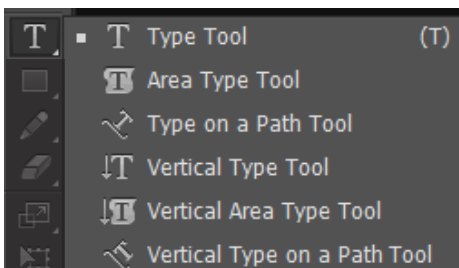 Type Tool (T)
Area Type Tool
Type on a Path Tool
Vertical Type Tool
Vertical Area Type Tool
Vertical Type on a Path Tool